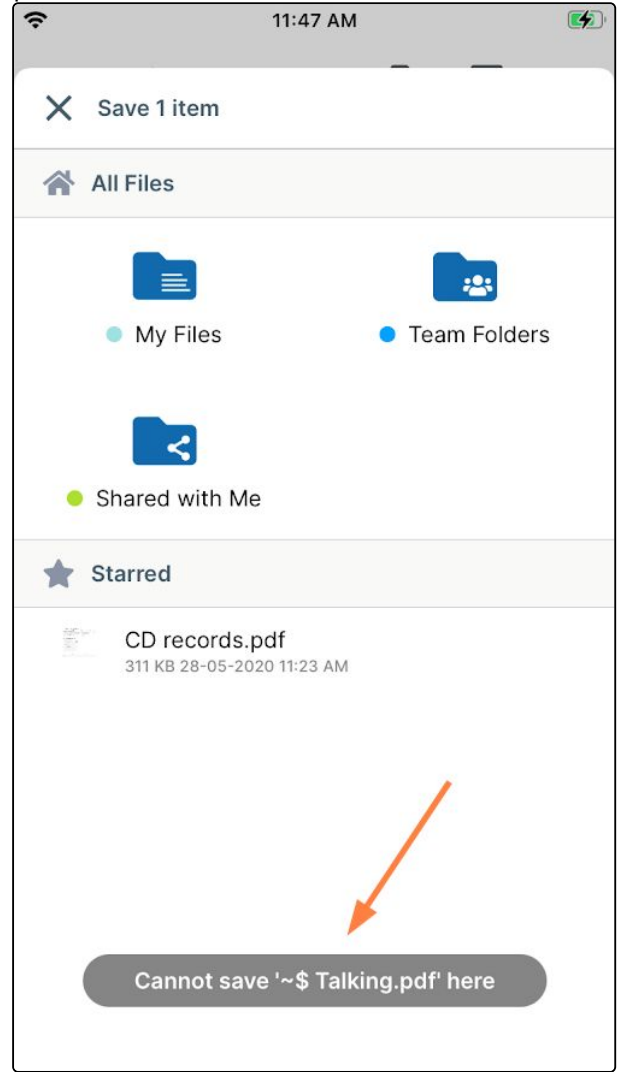 11:47 AM
Save 1 item
All Files
My Files
Team Folders
Shared with Me
Starred
CD records.pdf
311 KB 28-05-2020 11:23 AM
Cannot save '~$ Talking.pdf' here